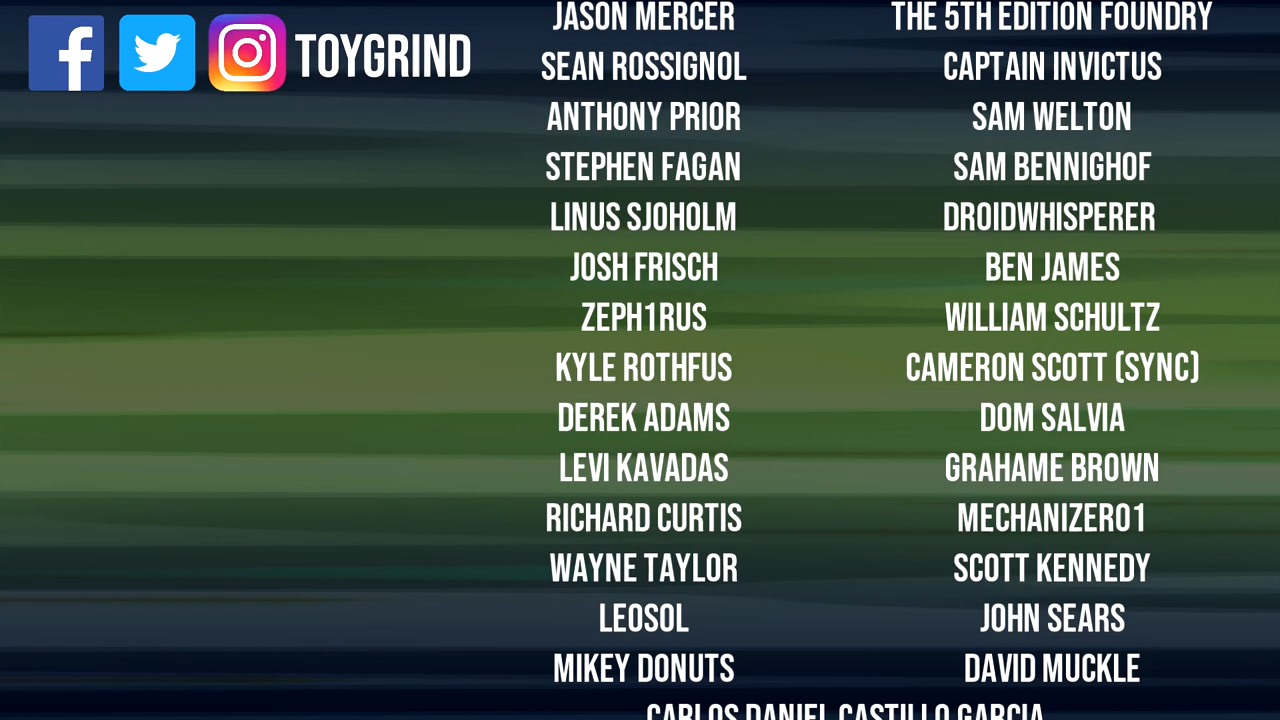 TOYGRIND
JASON MERCER
THE 5TH EDITION FOUNDRY
SEAN ROSSIGNOL
CAPTAIN INVICTUS
ANTHONY PRIOR
SAM WELTON
STEPHEN FAGAN
SAM BENNIGHOF
LINUS SJOHOLM
DROIDWHISPERER
JOSH FRISCH
BEN JAMES
ZEPH1RUS
WILLIAM SCHULTZ
KYLE ROTHFUS
CAMERON SCOTT (SYNC)
DEREK ADAMS
DOM SALVIA
LEVI KAVADAS
GRAHAME BROWN
RICHARD CURTIS
MECHANIZERO1
WAYNE TAYLOR
SCOTT KENNEDY
LEOSOL
JOHN SEARS
MIKEY DONUTS
DAVID MUCKLE
CARLOS DANIEL CASTILLO GARCIA